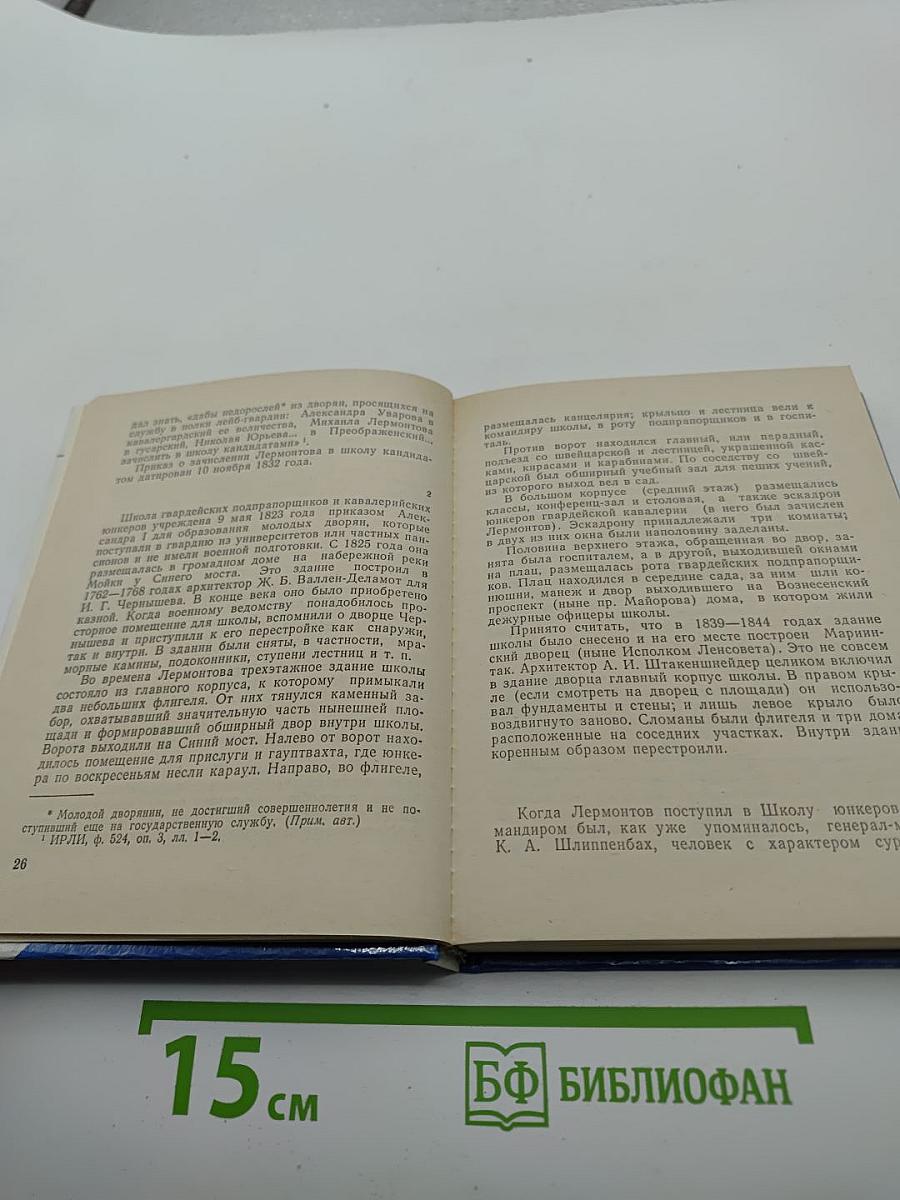 дал знать, «дабы недорослей* из дворян, просящихся на
службу в полки лейб-гвардии: Александра Уварова в
кавалергардский ее величества, Михаила Лермонтова
в гусарский, Николая Юрьева... в Преображенский...
зачислить в школу кандидатами» ¹.
Приказ о зачислении Лермонтова в школу кандида-
том датирован 10 ноября 1832 года.
2
Школа гвардейских подпрапорщиков и кавалерийских
юнкеров учреждена 9 мая 1823 года приказом Алек-
сандра I для образования молодых дворян, которые
поступали в гвардию из университетов или частных пан-
сионов и не имели военной подготовки. С 1825 года она
размещалась в громадном доме на набережной реки
Мойки у Синего моста. Это здание построил в
1762—1768 годах архитектор Ж. Б. Валлен-Деламот для
И. Г. Чернышева. В конце века оно было приобретено
казной. Когда военному ведомству понадобилось про-
сторное помещение для школы, вспомнили о дворце Чер-
нышева и приступили к его перестройке как снаружи,
так и внутри. В здании были сняты, в частности, мра-
морные камины, подоконники, ступени лестниц и т. п.
Во времена Лермонтова трехэтажное здание школы
состояло из главного корпуса, к которому примыкали
два небольших флигеля. От них тянулся каменный за-
бор, охватывавший значительную часть нынешней пло-
щади и формировавший обширный двор внутри школы.
Ворота выходили на Синий мост. Налево от ворот нахо-
дилось помещение для прислуги и гауптвахта, где юнке-
ра по воскресеньям несли караул. Направо, во флигеле,
* Молодой дворянин, не достигший совершеннолетия и не по-
ступивший еще на государственную службу. (Прим. авт.)
¹ ИРЛИ, ф. 524, оп. 3, лл. 1—2.
26
размещалась канцелярия; крыльцо и лестница вели к
командиру школы, в роту подпрапорщиков и в госпи-
таль.
Против ворот находился главный, или парадный,
подъезд со швейцарской и лестницей, украшенной кас-
ками, кирасами и карабинами. По соседству со швей-
царской был обширный учебный зал для пеших учений,
из которого выход вел в сад.
В большом корпусе (средний этаж) размещались
классы, конференц-зал и столовая, а также эскадрон
юнкеров гвардейской кавалерии (в него был зачислен
Лермонтов). Эскадрону принадлежали три комнаты;
в двух из них окна были наполовину заделаны.
Половина верхнего этажа, обращенная во двор, за-
нята была госпиталем, а в другой, выходившей окнами
на плац, размещалась рота гвардейских подпрапорщи-
ков. Плац находился в середине сада, за ним шли ко-
нюшни, манеж и двор выходившего на Вознесенский
проспект (ныне пр. Майорова) дома, в котором жили
дежурные офицеры школы.
Принято считать, что в 1839—1844 годах здание
школы было снесено и на его месте построен Мариин-
ский дворец (ныне Исполком Ленсовета). Это не совсем
так. Архитектор А. И. Штакеншнейдер целиком включил
в здание дворца главный корпус школы. В правом кры-
ле (если смотреть на дворец с площади) он использо-
вал фундаменты и стены; и лишь левое крыло было
воздвигнуто заново. Сломаны были флигеля и три дома
расположенные на соседних участках. Внутри здан
коренным образом перестроили.
Когда Лермонтов поступил в Школу юнкеров
мандиром был, как уже упоминалось, генерал-м
К. А. Шлиппенбах, человек с характером сур
15 см
БФ БИБЛИОФАН